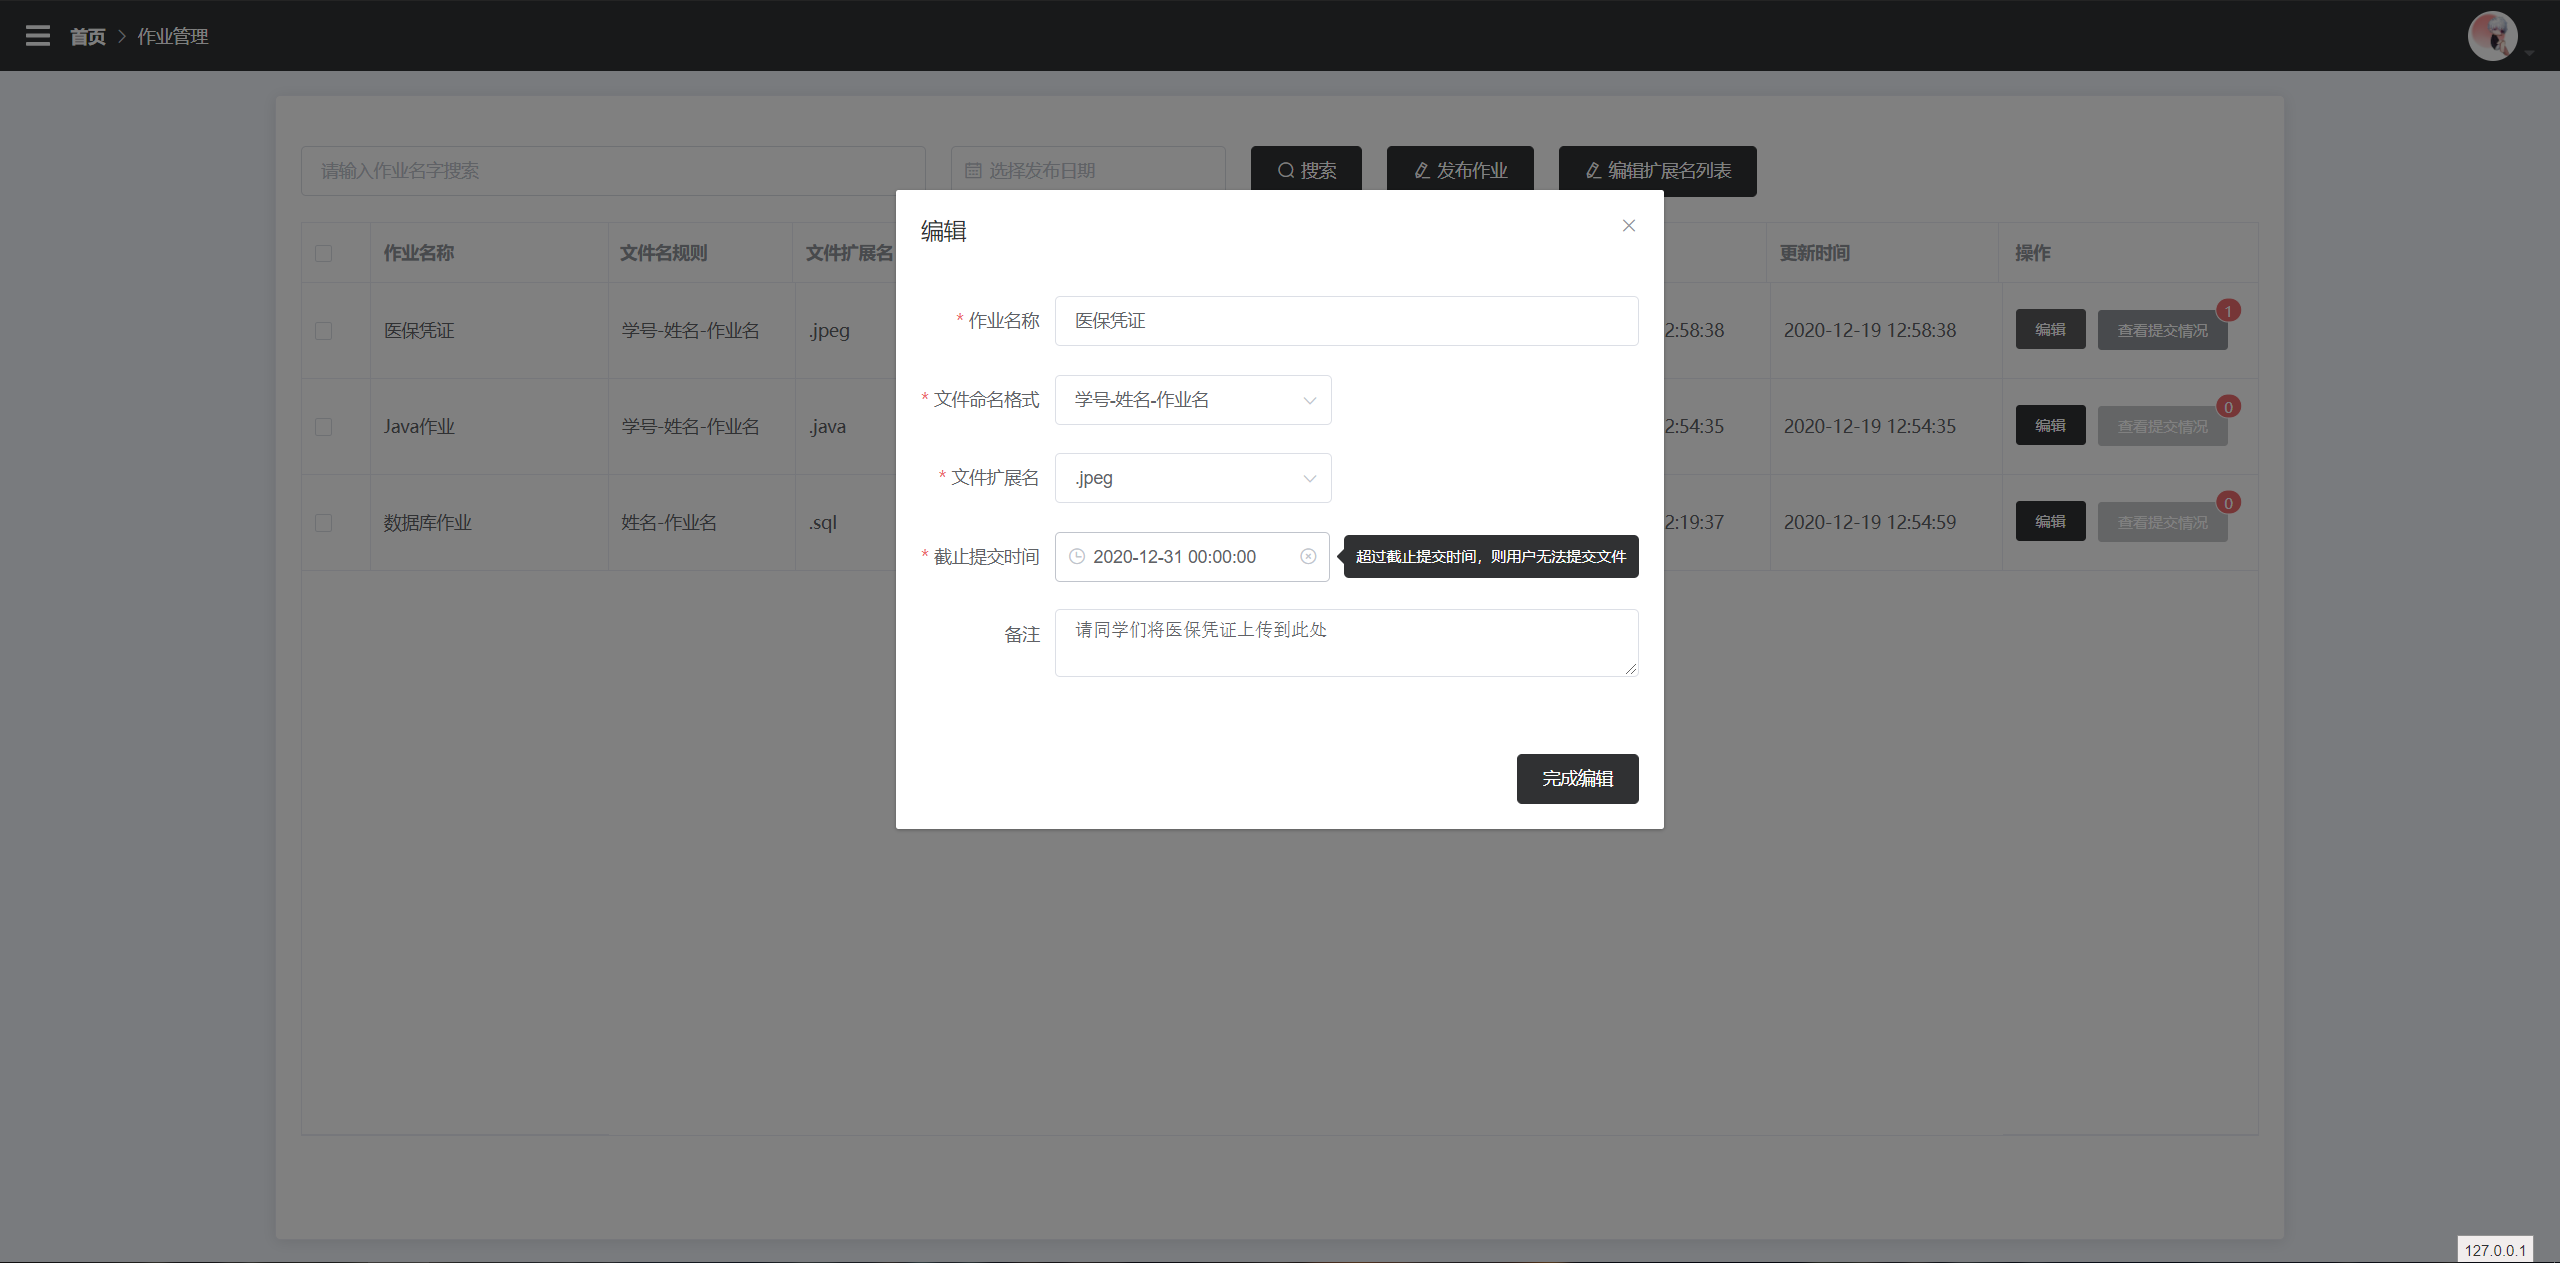 首页 > 作业管理
请输入作业名字搜索 选择发布日期 搜索 发布作业 编辑扩展名列表
作业名称 文件名规则 文件扩展名 更新时间 操作
医保凭证 学号-姓名-作业名 .jpeg 2:58:38 2020-12-19 12:58:38 编辑 查看提交情况 1
Java作业 学号-姓名-作业名 .java 2:54:35 2020-12-19 12:54:35 编辑 查看提交情况 0
数据库作业 姓名-作业名 .sql 2:19:37 2020-12-19 12:54:59 编辑 查看提交情况 0
编辑
* 作业名称 医保凭证
* 文件命名格式 学号-姓名-作业名
* 文件扩展名 .jpeg
* 截止提交时间 2020-12-31 00:00:00 超过截止提交时间，则用户无法提交文件
备注 请同学们将医保凭证上传到此处
完成编辑
127.0.0.1